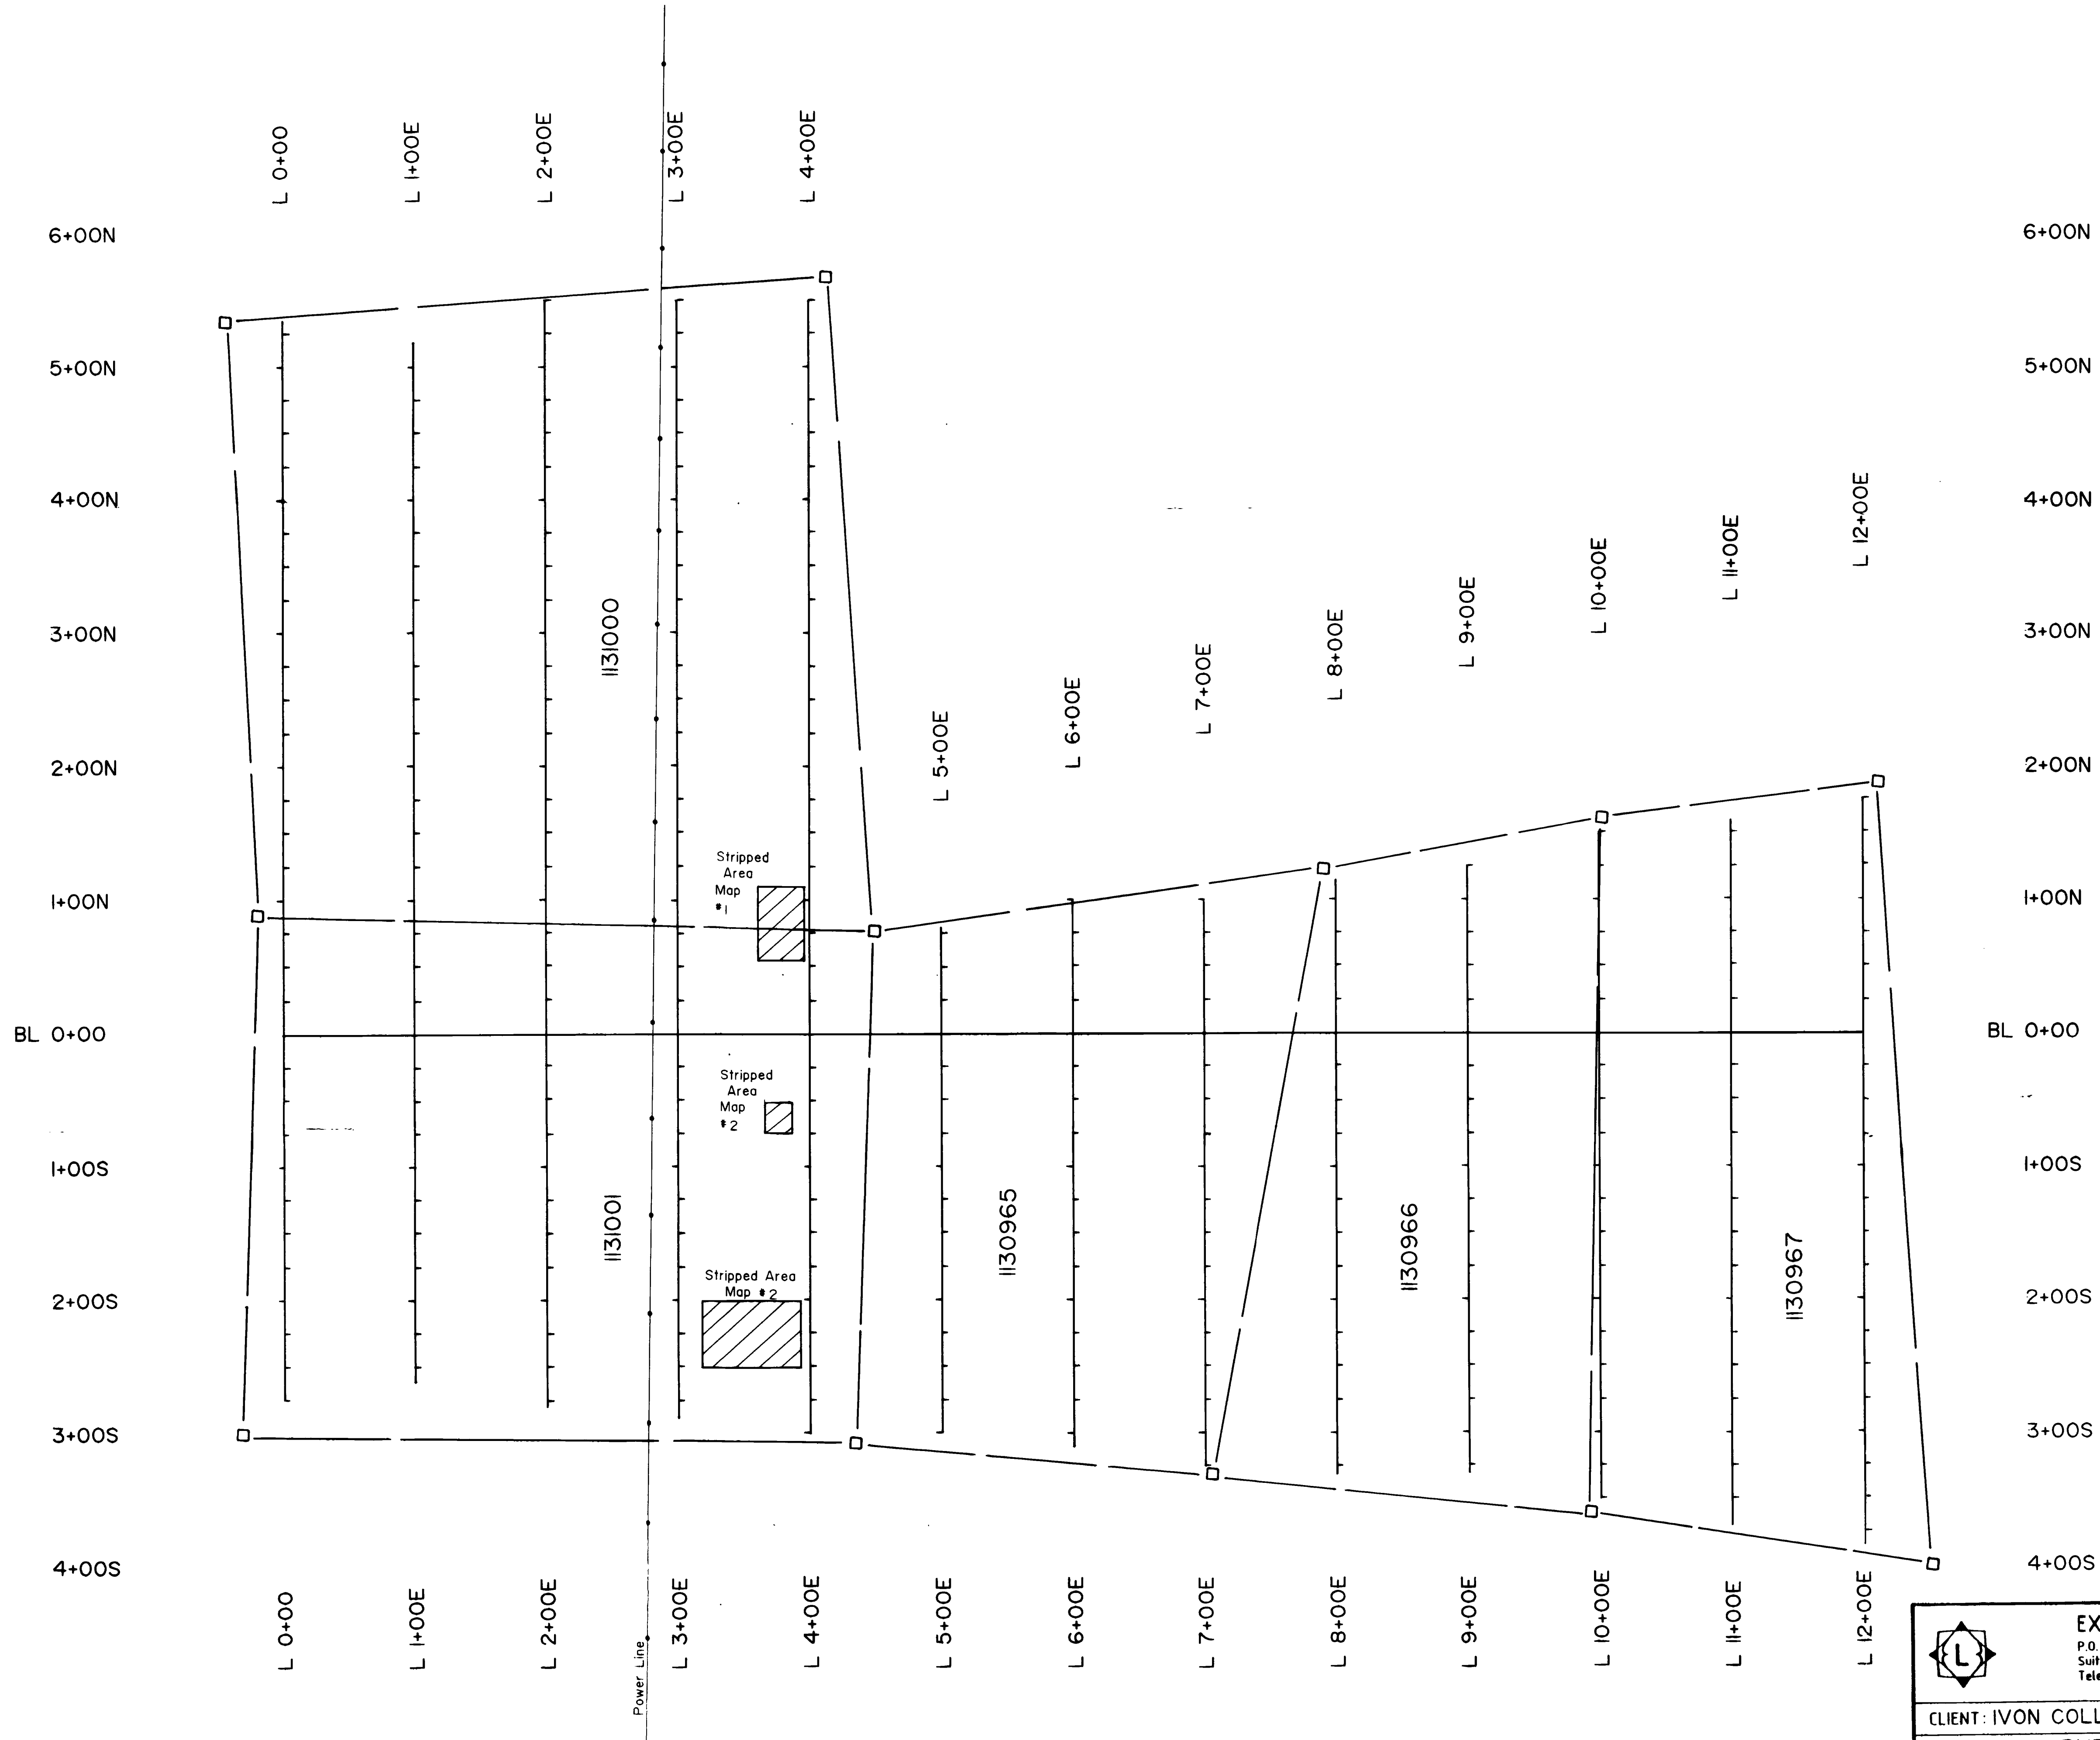 L 0+00
L 1+00E
L 2+00E
L 3+00E
L 4+00E
6+00N
6+00N
5+00N
5+00N
4+00N
4+00N
L 12+00E
L 11+00E
L 10+00E
L 9+00E
L 8+00E
L 7+00E
L 6+00E
L 5+00E
3+00N
3+00N
1131000
2+00N
2+00N
Stripped
Area
Map
#1
1+00N
1+00N
BL 0+00
BL 0+00
Stripped
Area
Map
#2
1+00S
1+00S
1131001
1130965
1130966
1130967
Stripped Area
Map #2
2+00S
2+00S
3+00S
3+00S
4+00S
4+00S
L 0+00
L 1+00E
L 2+00E
Power Line
L 3+00E
L 4+00E
L 5+00E
L 6+00E
L 7+00E
L 8+00E
L 9+00E
L 10+00E
L 11+00E
L 12+00E
L
EX
P.O.
Suit
Tele
CLIENT: IVON COLL